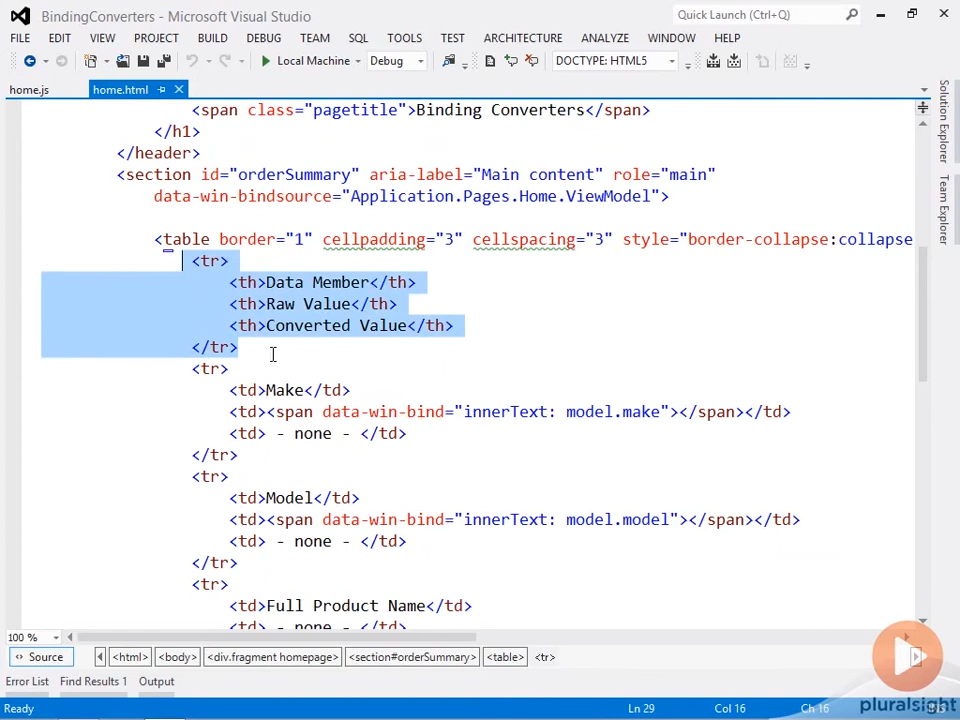 BindingConverters - Microsoft Visual Studio
Quick Launch (Ctrl+Q)
FILE EDIT VIEW PROJECT BUILD DEBUG TEAM SQL TOOLS TEST ARCHITECTURE ANALYZE WINDOW HELP
Local Machine Debug DOCTYPE: HTML5
home.js home.html
<span class="pagetitle">Binding Converters</span>
</h1>
</header>
<section id="orderSummary" aria-label="Main content" role="main"
data-win-bindsource="Application.Pages.Home.ViewModel">
<table border="1" cellpadding="3" cellspacing="3" style="border-collapse:collapse
<tr>
<th>Data Member</th>
<th>Raw Value</th>
<th>Converted Value</th>
</tr>
<tr>
<td>Make</td>
<td><span data-win-bind="innerText: model.make"></span></td>
<td> - none - </td>
</tr>
<tr>
<td>Model</td>
<td><span data-win-bind="innerText: model.model"></span></td>
<td> - none - </td>
</tr>
<tr>
<td>Full Product Name</td>
<td> - none - </td>
Solution Explorer
Team Explorer
100 %
Source <html> <body> <div.fragment homepage> <section#orderSummary> <table> <tr>
Error List Find Results 1 Output
pluralsight
Ready Ln 29 Col 16 Ch 16